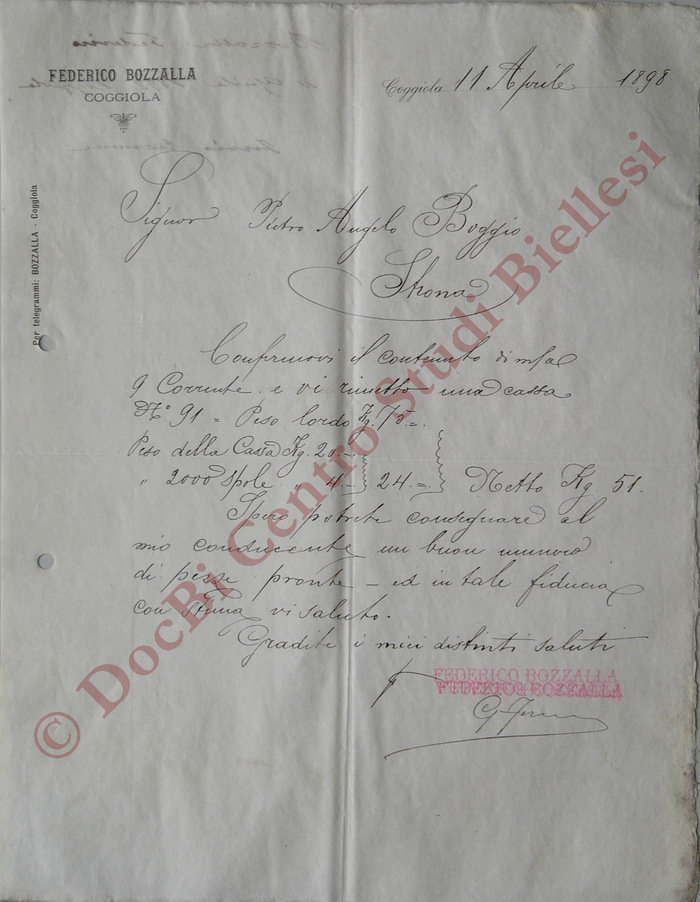 FEDERICO BOZZALLA
COGGIOLA
Coggiola 11 Aprile 1898
Per telegrammi: BOZZALLA - Coggiola
Signor Pietro Angelo Boggio
Strona
Confermovi il contenuto di mia
9 Corrente e vi rimetto una cassa
N° 91 = Peso lordo Kg. 75 =.
Peso della Cassa Kg. 20.-
" 2000 Spole " 4.- 24 = Netto Kg 51.
Spero potrete consegnare al
mio conducente un buon numero
di pezze pronte - ed in tale fiducia
con stima vi saluto.
Gradite i miei distinti saluti
FEDERICO BOZZALLA
FEDERICO BOZZALLA
© DocBi Centro Studi Biellesi